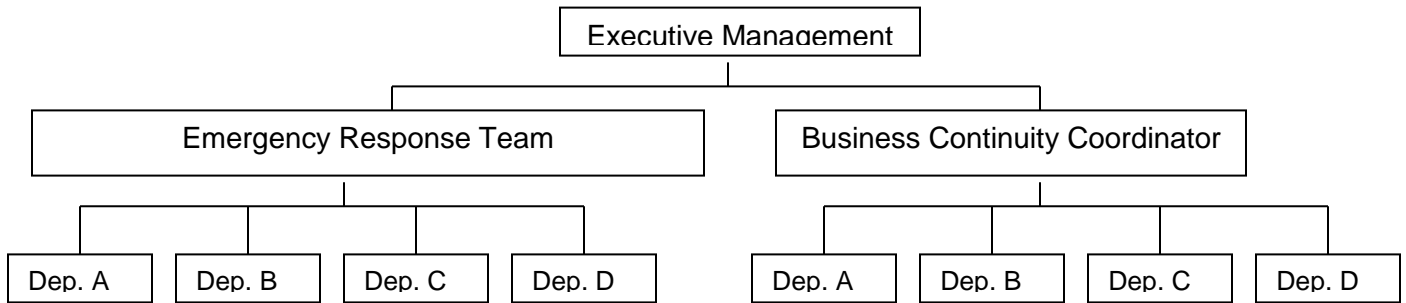 Executive Management
Emergency Response Team
Business Continuity Coordinator
Dep. A
Dep. B
Dep. C
Dep. D
Dep. A
Dep. B
Dep. C
Dep. D